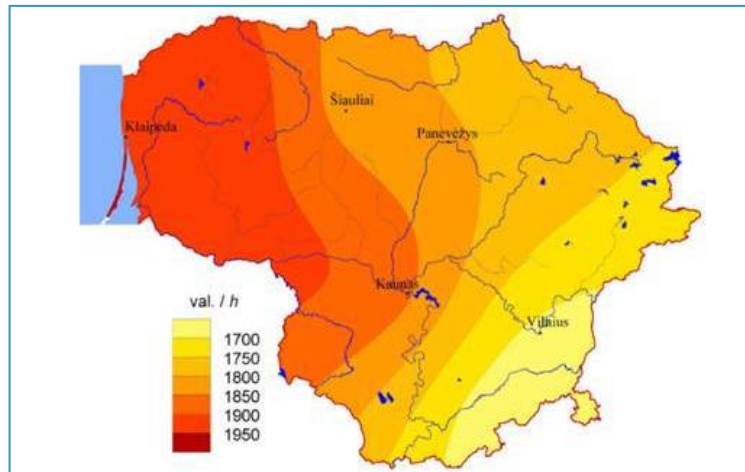 Šiauliai
Klaipėda
Panevėžys
Kaunas
val. / h
Vilnius
1700
1750
1800
1850
1900
1950